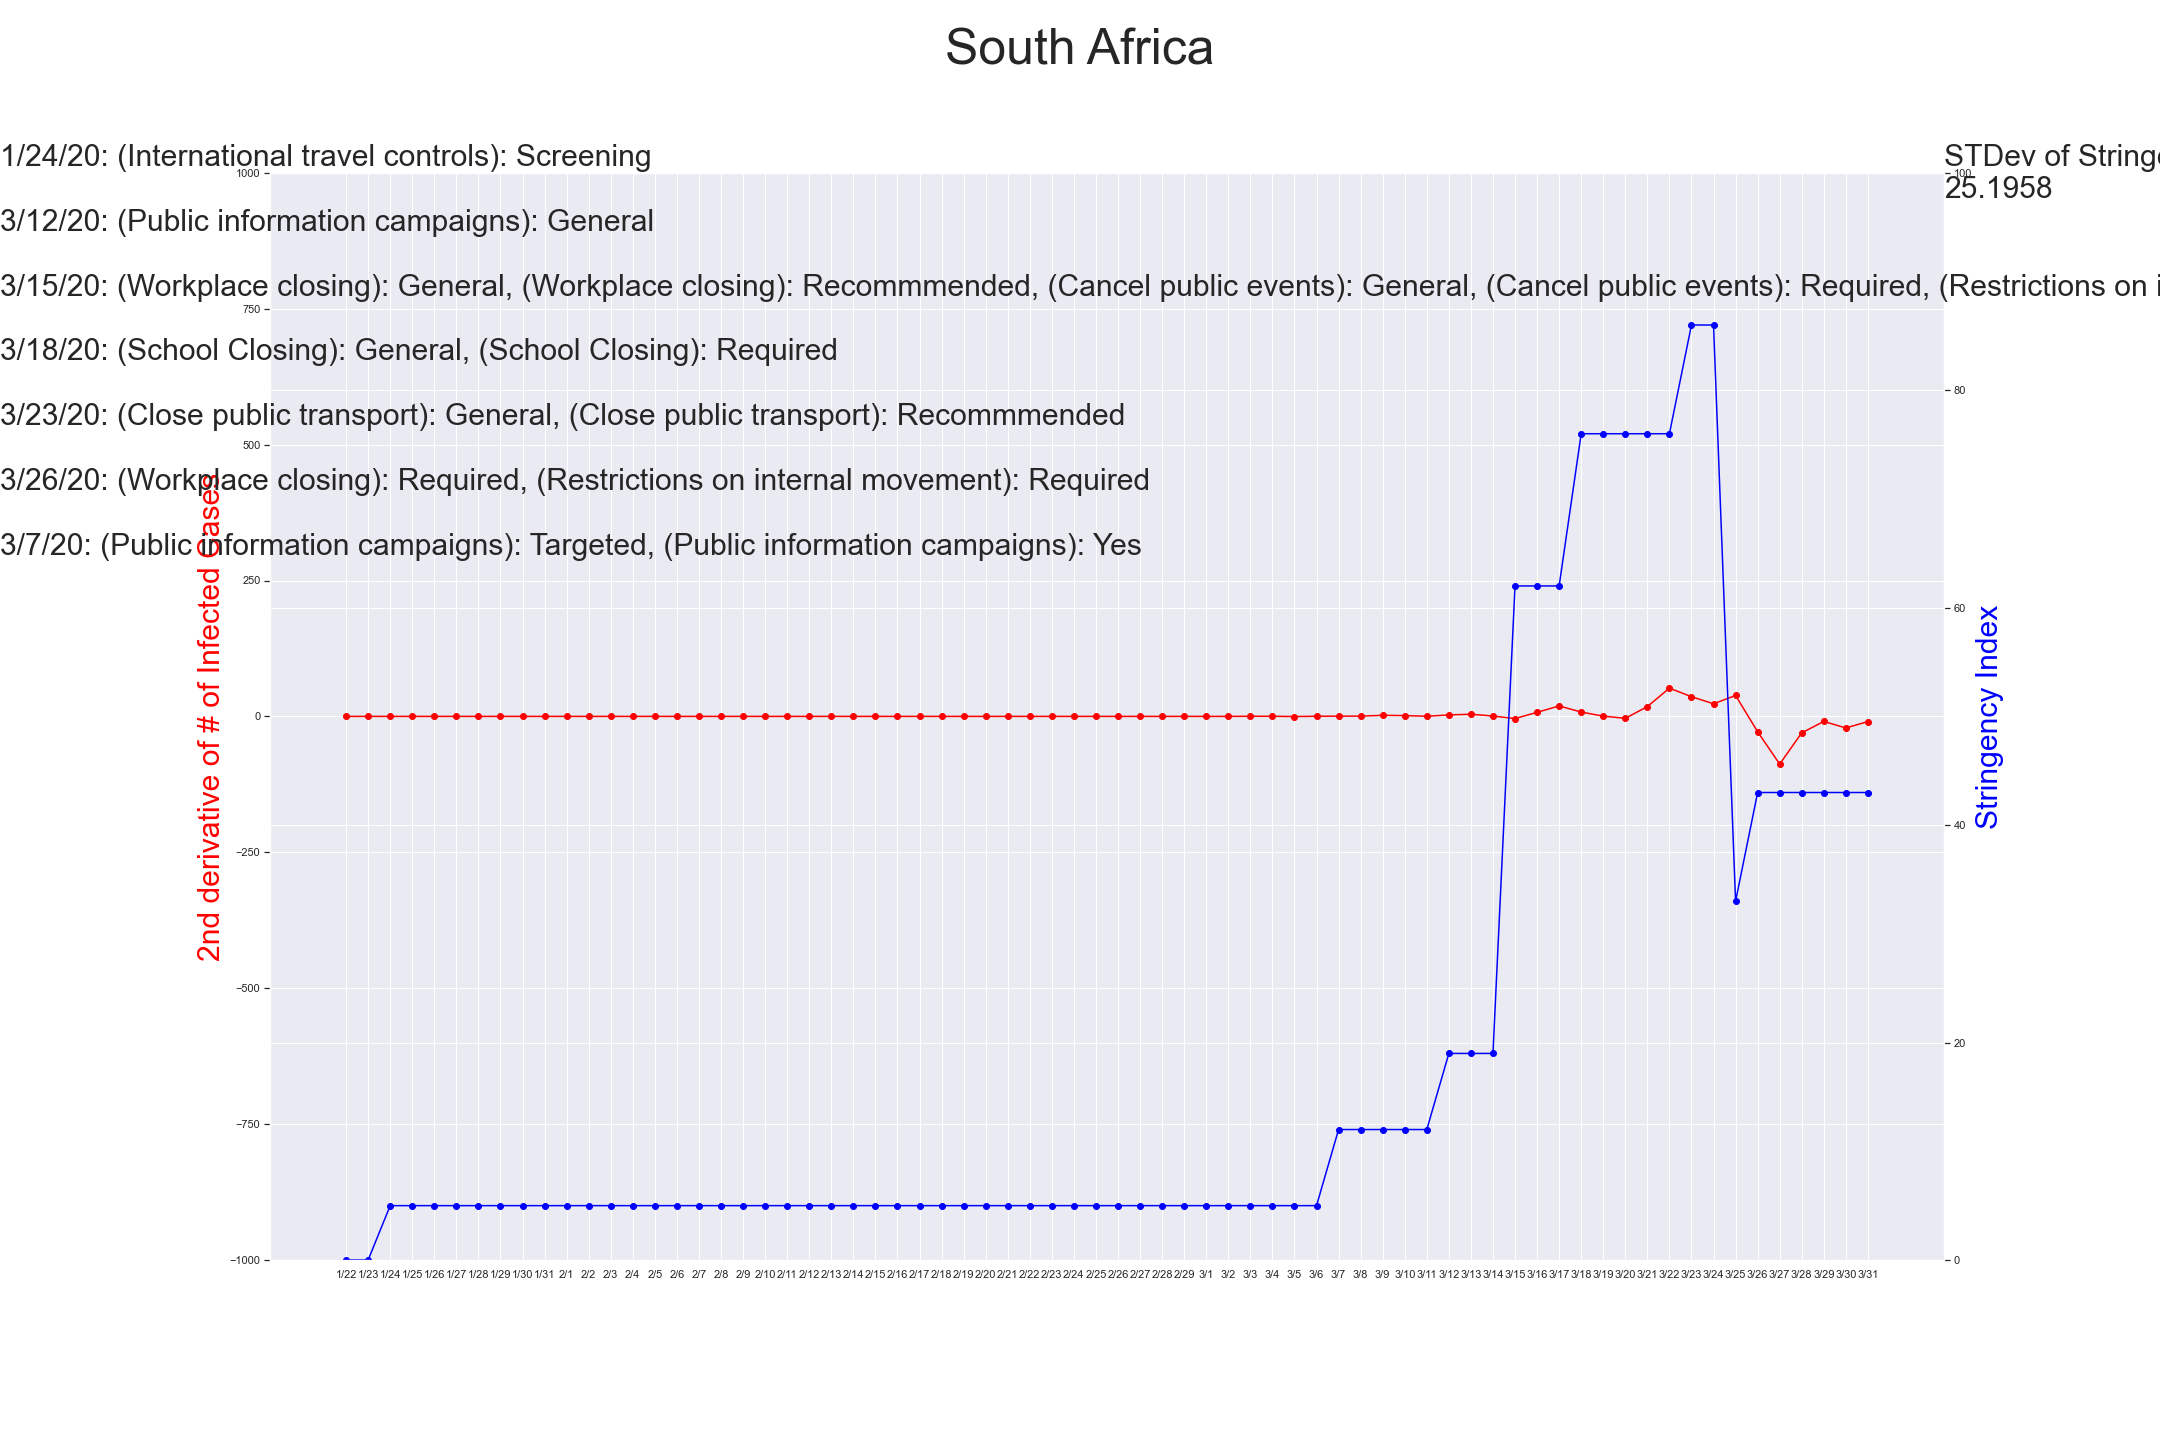 South Africa
1/24/20: (International travel controls): Screening
STDev of Stringe
25.1958
3/12/20: (Public information campaigns): General
3/15/20: (Workplace closing): General, (Workplace closing): Recommmended, (Cancel public events): General, (Cancel public events): Required, (Restrictions on i
3/18/20: (School Closing): General, (School Closing): Required
3/23/20: (Close public transport): General, (Close public transport): Recommmended
3/26/20: (Workplace closing): Required, (Restrictions on internal movement): Required
3/7/20: (Public information campaigns): Targeted, (Public information campaigns): Yes
2nd derivative of # of Infected Cases
1000
750
500
250
0
−250
−500
−750
−1000
Stringency Index
100
80
60
40
20
0
1/22 1/23 1/24 1/25 1/26 1/27 1/28 1/29 1/30 1/31 2/1 2/2 2/3 2/4 2/5 2/6 2/7 2/8 2/9 2/10 2/11 2/12 2/13 2/14 2/15 2/16 2/17 2/18 2/19 2/20 2/21 2/22 2/23 2/24 2/25 2/26 2/27 2/28 2/29 3/1 3/2 3/3 3/4 3/5 3/6 3/7 3/8 3/9 3/10 3/11 3/12 3/13 3/14 3/15 3/16 3/17 3/18 3/19 3/20 3/21 3/22 3/23 3/24 3/25 3/26 3/27 3/28 3/29 3/30 3/31